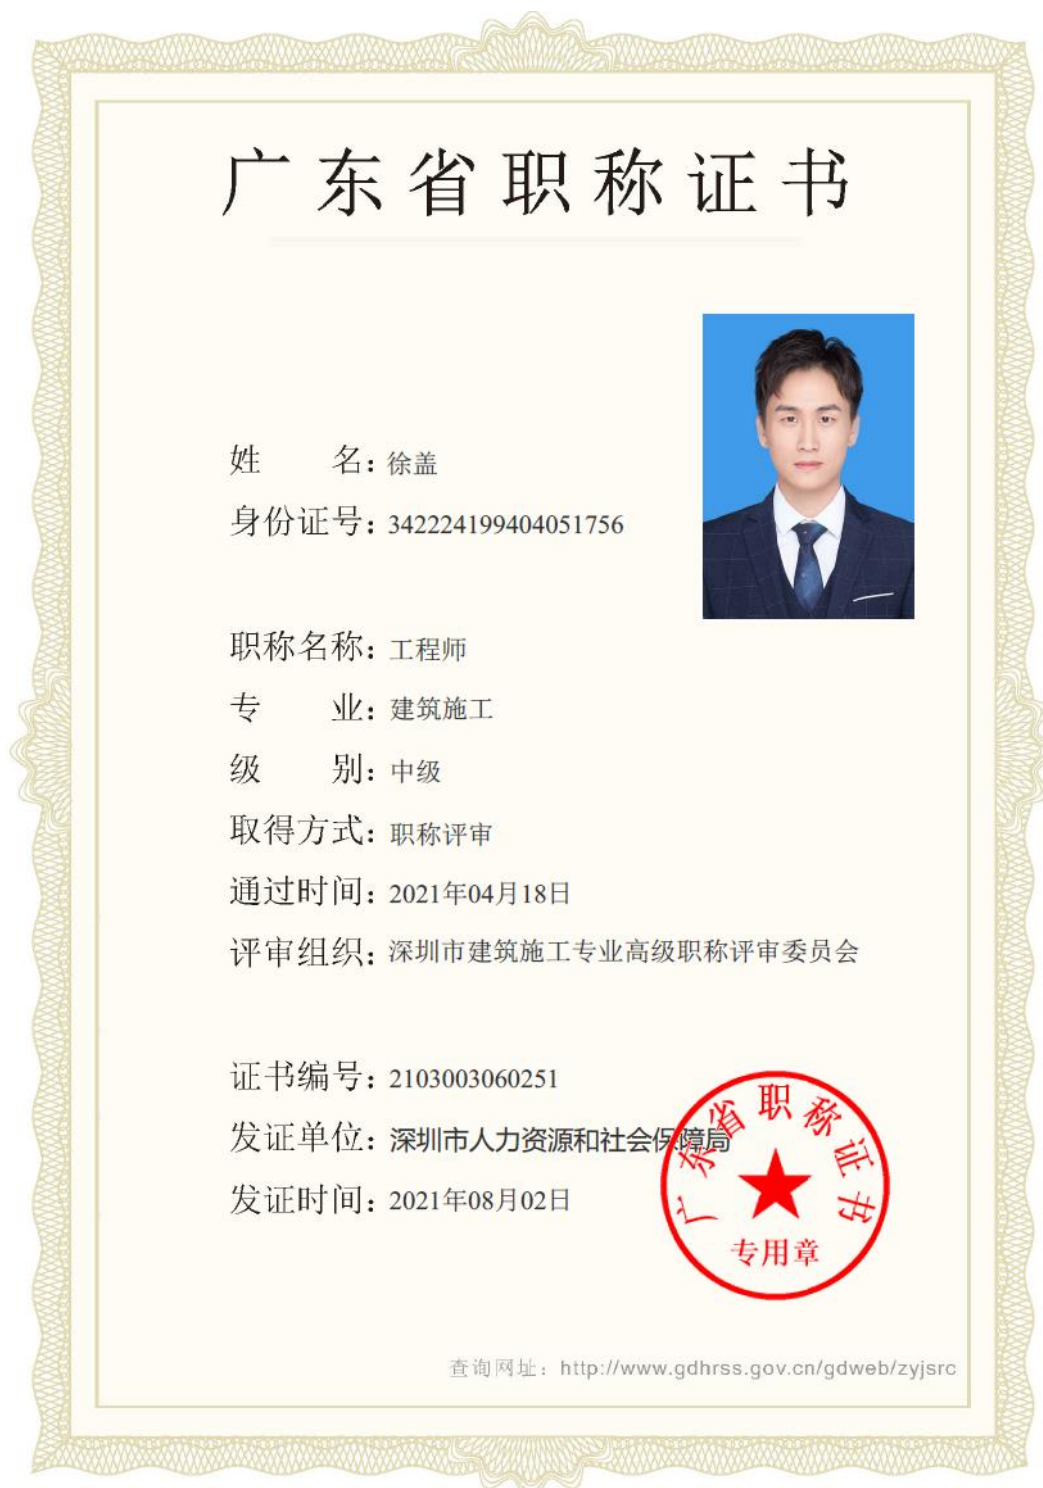 广东省职称证书
姓 名：徐盖
身份证号：342224199404051756
职称名称：工程师
专 业：建筑施工
级 别：中级
取得方式：职称评审
通过时间：2021年04月18日
评审组织：深圳市建筑施工专业高级职称评审委员会
证书编号：2103003060251
发证单位：深圳市人力资源和社会保障局
发证时间：2021年08月02日
广东省职称证书
专用章
查询网址：http://www.gdhrss.gov.cn/gdweb/zyjsrc